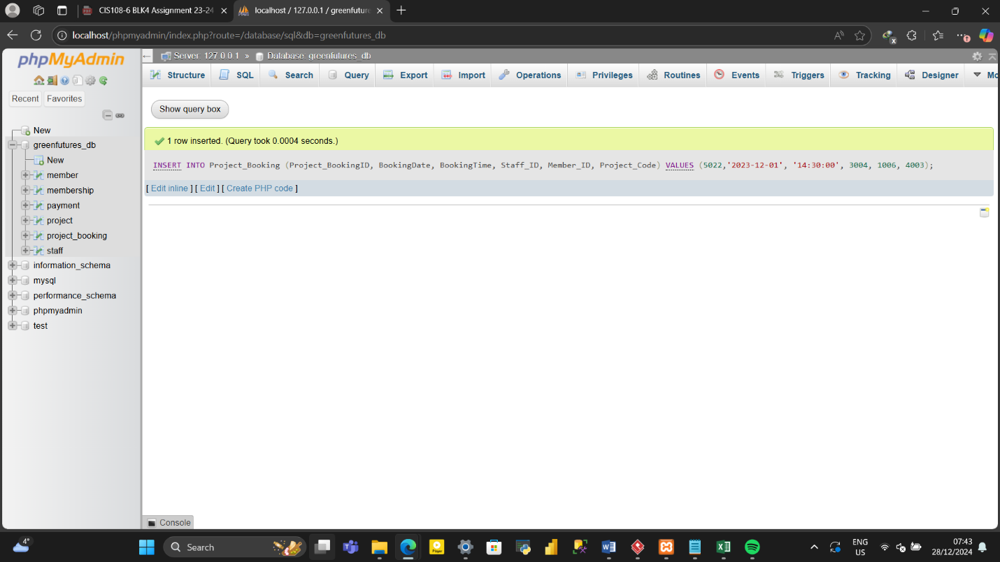 CIS108-6 BLK4 Assignment 23-24
localhost / 127.0.0.1 / greenfuture
localhost/phpmyadmin/index.php?route=/database/sql&db=greenfutures_db
phpMyAdmin
Recent Favorites
New
greenfutures_db
New
member
membership
payment
project
project_booking
staff
information_schema
mysql
performance_schema
phpmyadmin
test
Server: 127.0.0.1 » Database: greenfutures_db
Structure SQL Search Query Export Import Operations Privileges Routines Events Triggers Tracking Designer Mo
Show query box
1 row inserted. (Query took 0.0004 seconds.)
INSERT INTO Project_Booking (Project_BookingID, BookingDate, BookingTime, Staff_ID, Member_ID, Project_Code) VALUES (5022,'2023-12-01', '14:30:00', 3004, 1006, 4003);
[ Edit inline ] [ Edit ] [ Create PHP code ]
Console
4°
Search
ENG
US
07:43
28/12/2024